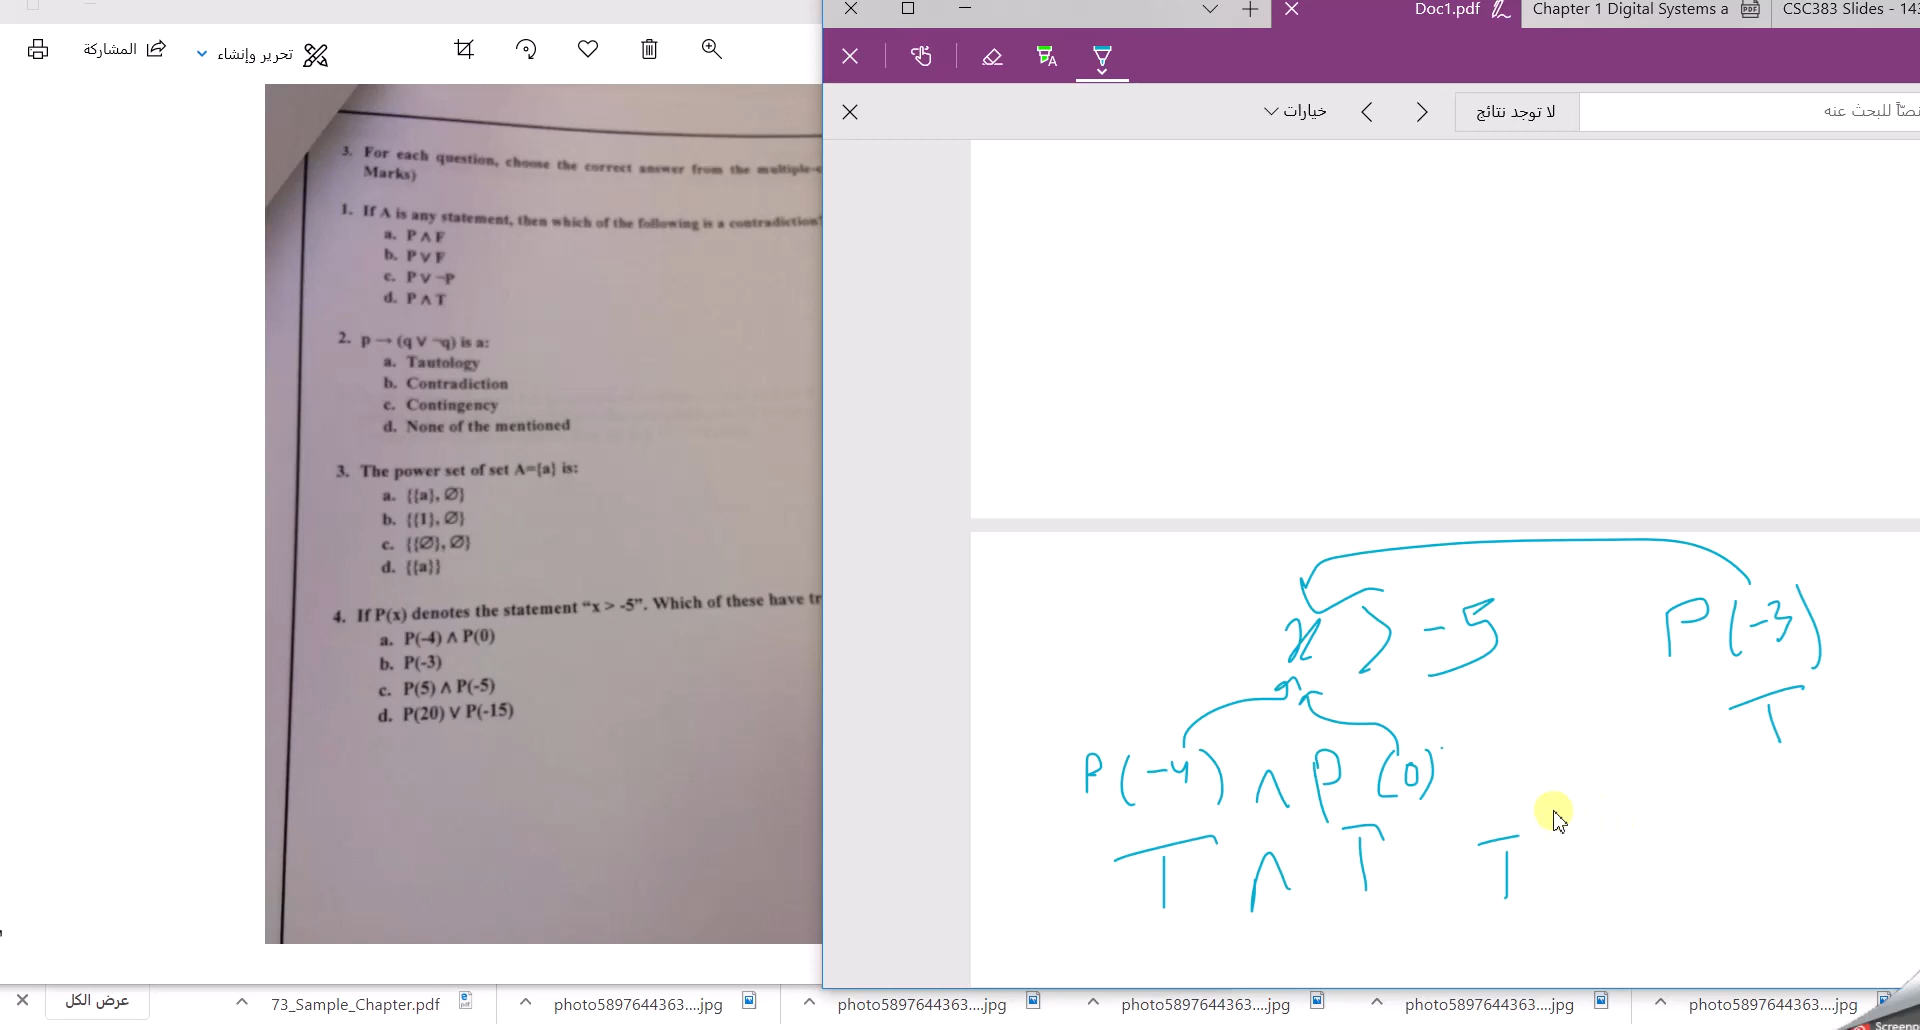 Doc1.pdf
Chapter 1 Digital Systems a
CSC383 Slides - 143
المشاركة
تحرير وإنشاء
خيارات
لا توجد نتائج
للبحث عنه
3. For each question, choose the correct answer from the multiple-c
Marks)
1. If A is any statement, then which of the following is a contradiction?
a. P ∧ F
b. P ∨ F
c. P ∨ ¬P
d. P ∧ T
2. p → (q ∨ ¬q) is a:
a. Tautology
b. Contradiction
c. Contingency
d. None of the mentioned
3. The power set of set A={a} is:
a. {{a}, ∅}
b. {{1}, ∅}
c. {{∅}, ∅}
d. {{a}}
4. If P(x) denotes the statement “x > -5”. Which of these have tr
a. P(-4) ∧ P(0)
b. P(-3)
c. P(5) ∧ P(-5)
d. P(20) ∨ P(-15)
x > -5
P(-3)
T
P(-4) ∧ P(0)
T ∧ T T
عرض الكل
73_Sample_Chapter.pdf
photo5897644363....jpg
photo5897644363....jpg
photo5897644363....jpg
photo5897644363....jpg
photo5897644363....jpg